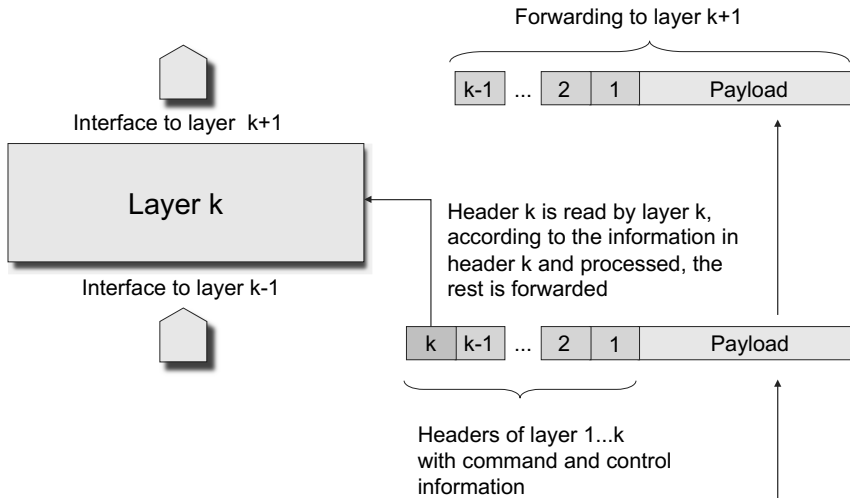 Forwarding to layer k+1
k-1 ... 2 1 Payload
Interface to layer k+1
Layer k
Header k is read by layer k,
according to the information in
header k and processed, the
rest is forwarded
Interface to layer k-1
k k-1 ... 2 1 Payload
Headers of layer 1...k
with command and control
information